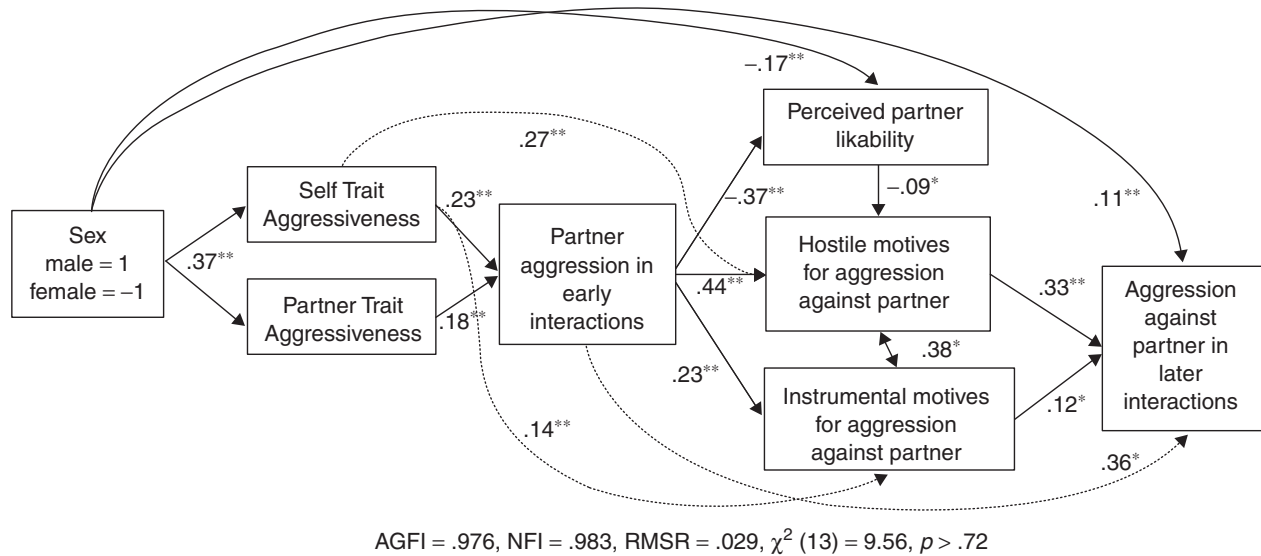 −.17**
Perceived partner
likability
.27**
−.09*
.11**
Self Trait
Aggressiveness
.23**
−.37**
Sex
male = 1
female = −1
.37**
Partner
aggression in
early
interactions
.44**
Hostile motives
for aggression
against partner
.33**
Aggression
against
partner in
later
interactions
Partner Trait
Aggressiveness
.18**
.38*
.23**
Instrumental motives
for aggression
against partner
.12*
.14**
.36*
AGFI = .976, NFI = .983, RMSR = .029, χ² (13) = 9.56, p > .72